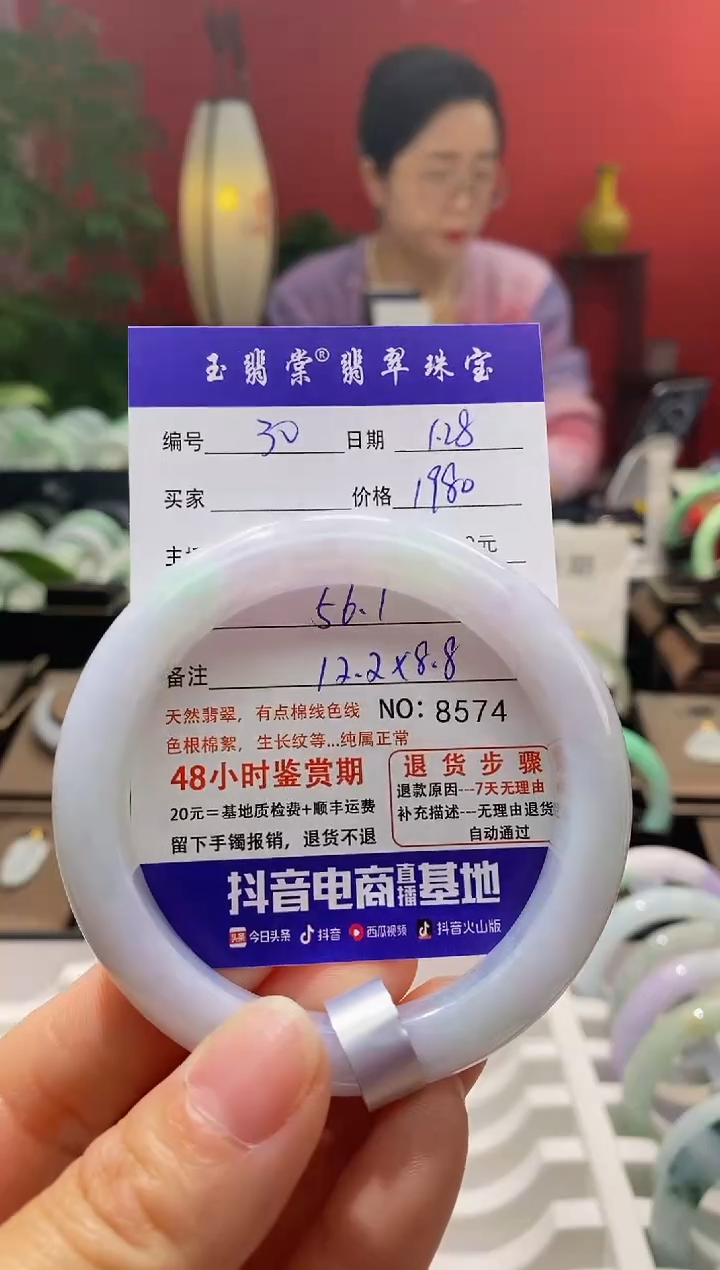 玉翡棠®翡翠珠宝
编号 30 日期 1.28
买家 价格 1980
元
56.1
备注 12.2x8.8
天然翡翠，有点棉线色线 NO: 8574
色根棉絮，生长纹等...纯属正常
48小时鉴赏期
20元=基地质检费+顺丰运费
留下手镯报销，退货不退
退货步骤
退款原因---7天无理由
补充描述---无理由退货
自动通过
抖音电商直播基地
头条 今日头条 抖音 西瓜视频 抖音火山版